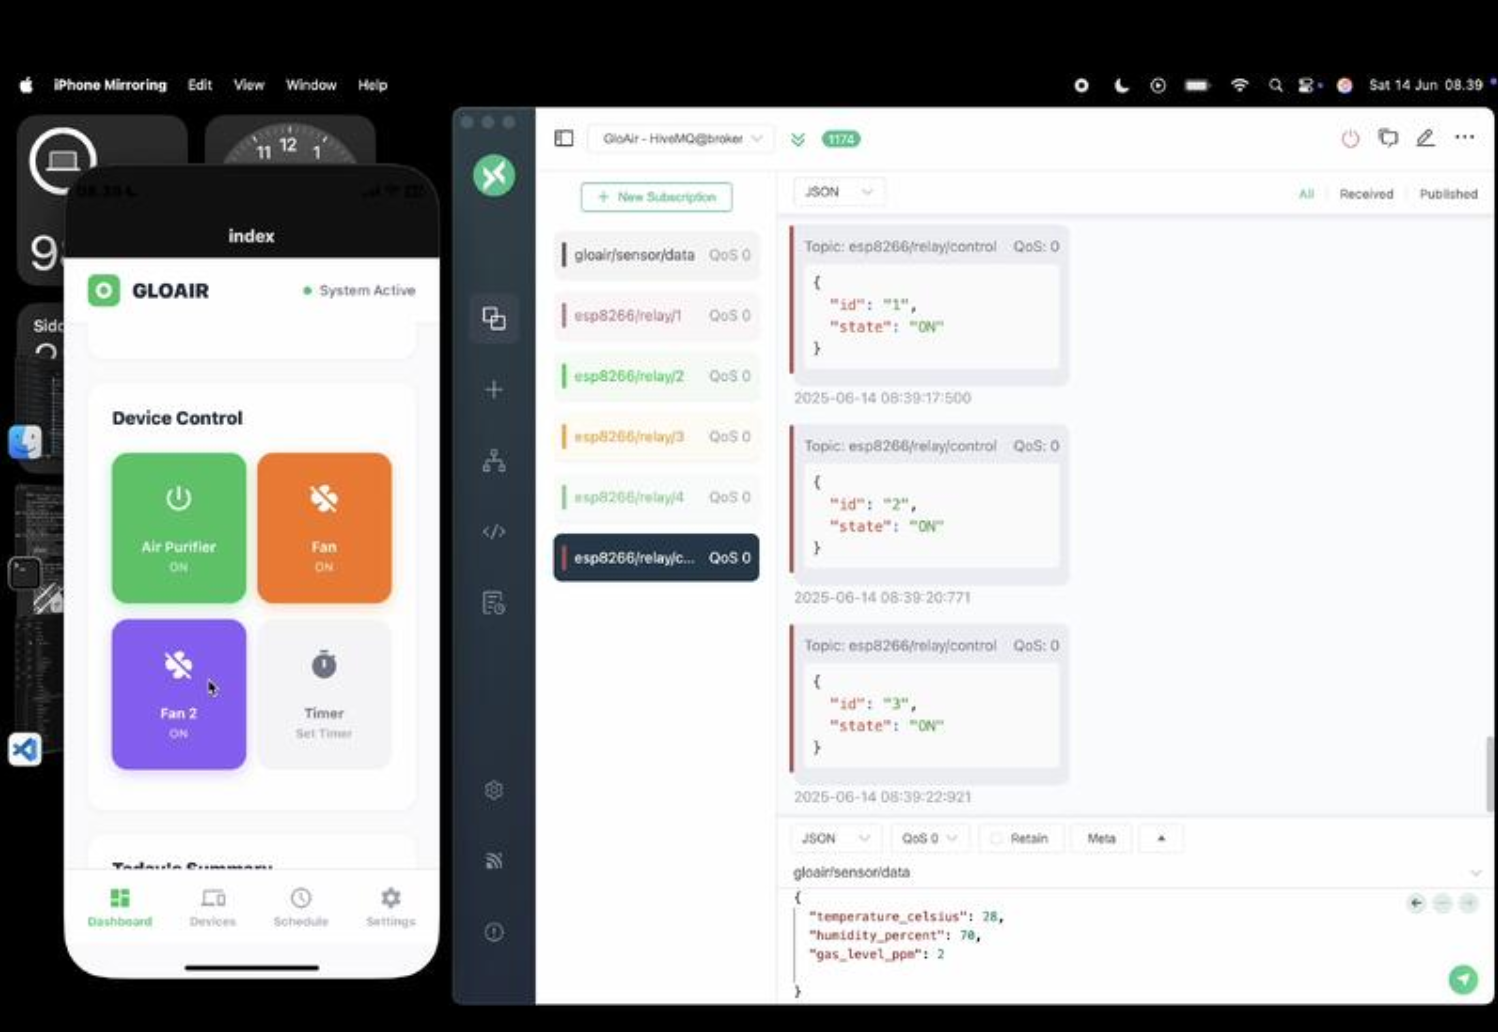 iPhone Mirroring Edit View Window Help
Sat 14 Jun 08.39
11 12 1
9
Sido
index
GLOAIR
System Active
Device Control
Air Purifier
ON
Fan
ON
Fan 2
ON
Timer
Set Timer
Today's Summary
Dashboard
Devices
Schedule
Settings
GloAir - HiveMQ@broker
1174
+ New Subscription
gloair/sensor/data QoS 0
esp8266/relay/1 QoS 0
esp8266/relay/2 QoS 0
esp8266/relay/3 QoS 0
esp8266/relay/4 QoS 0
esp8266/relay/c... QoS 0
JSON
All Received Published
Topic: esp8266/relay/control QoS: 0
{
"id": "1",
"state": "ON"
}
2025-06-14 08:39:17:500
Topic: esp8266/relay/control QoS: 0
{
"id": "2",
"state": "ON"
}
2025-06-14 08:39:20:771
Topic: esp8266/relay/control QoS: 0
{
"id": "3",
"state": "ON"
}
2025-06-14 08:39:22:921
JSON QoS 0 Retain Meta
gloair/sensor/data
{
"temperature_celsius": 28,
"humidity_percent": 70,
"gas_level_ppm": 2
}